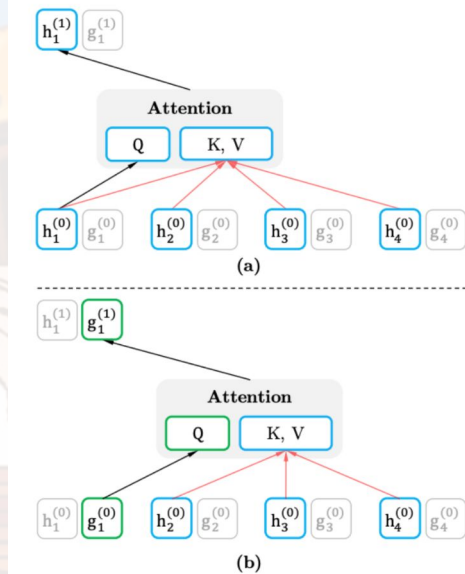 h₁⁽¹⁾ g₁⁽¹⁾
Attention
Q K, V
h₁⁽⁰⁾ g₁⁽⁰⁾ h₂⁽⁰⁾ g₂⁽⁰⁾ h₃⁽⁰⁾ g₃⁽⁰⁾ h₄⁽⁰⁾ g₄⁽⁰⁾
(a)
h₁⁽¹⁾ g₁⁽¹⁾
Attention
Q K, V
h₁⁽⁰⁾ g₁⁽⁰⁾ h₂⁽⁰⁾ g₂⁽⁰⁾ h₃⁽⁰⁾ g₃⁽⁰⁾ h₄⁽⁰⁾ g₄⁽⁰⁾
(b)